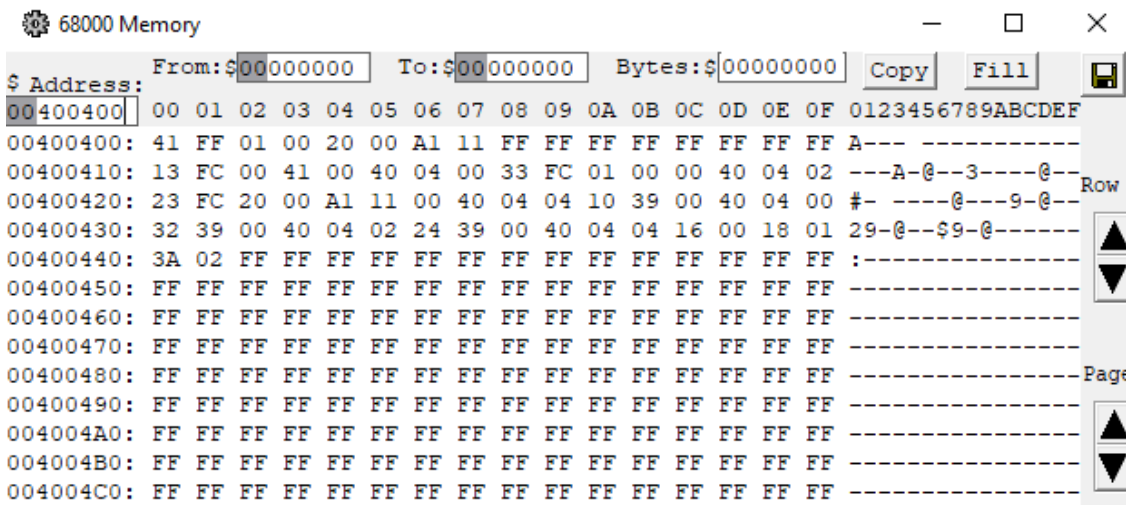 68000 Memory
From:$00000000 To:$00000000 Bytes:$00000000 Copy Fill
$ Address:
00400400 00 01 02 03 04 05 06 07 08 09 0A 0B 0C 0D 0E 0F 0123456789ABCDEF
00400400: 41 FF 01 00 20 00 A1 11 FF FF FF FF FF FF FF FF A--- -----------
00400410: 13 FC 00 41 00 40 04 00 33 FC 01 00 00 40 04 02 ---A-@--3----@--
Row
00400420: 23 FC 20 00 A1 11 00 40 04 04 10 39 00 40 04 00 #- ----@---9-@--
00400430: 32 39 00 40 04 02 24 39 00 40 04 04 16 00 18 01 29-@--$9-@------
00400440: 3A 02 FF FF FF FF FF FF FF FF FF FF FF FF FF FF :---------------
00400450: FF FF FF FF FF FF FF FF FF FF FF FF FF FF FF FF ----------------
00400460: FF FF FF FF FF FF FF FF FF FF FF FF FF FF FF FF ----------------
00400470: FF FF FF FF FF FF FF FF FF FF FF FF FF FF FF FF ----------------
00400480: FF FF FF FF FF FF FF FF FF FF FF FF FF FF FF FF ----------------
Page
00400490: FF FF FF FF FF FF FF FF FF FF FF FF FF FF FF FF ----------------
004004A0: FF FF FF FF FF FF FF FF FF FF FF FF FF FF FF FF ----------------
004004B0: FF FF FF FF FF FF FF FF FF FF FF FF FF FF FF FF ----------------
004004C0: FF FF FF FF FF FF FF FF FF FF FF FF FF FF FF FF ----------------